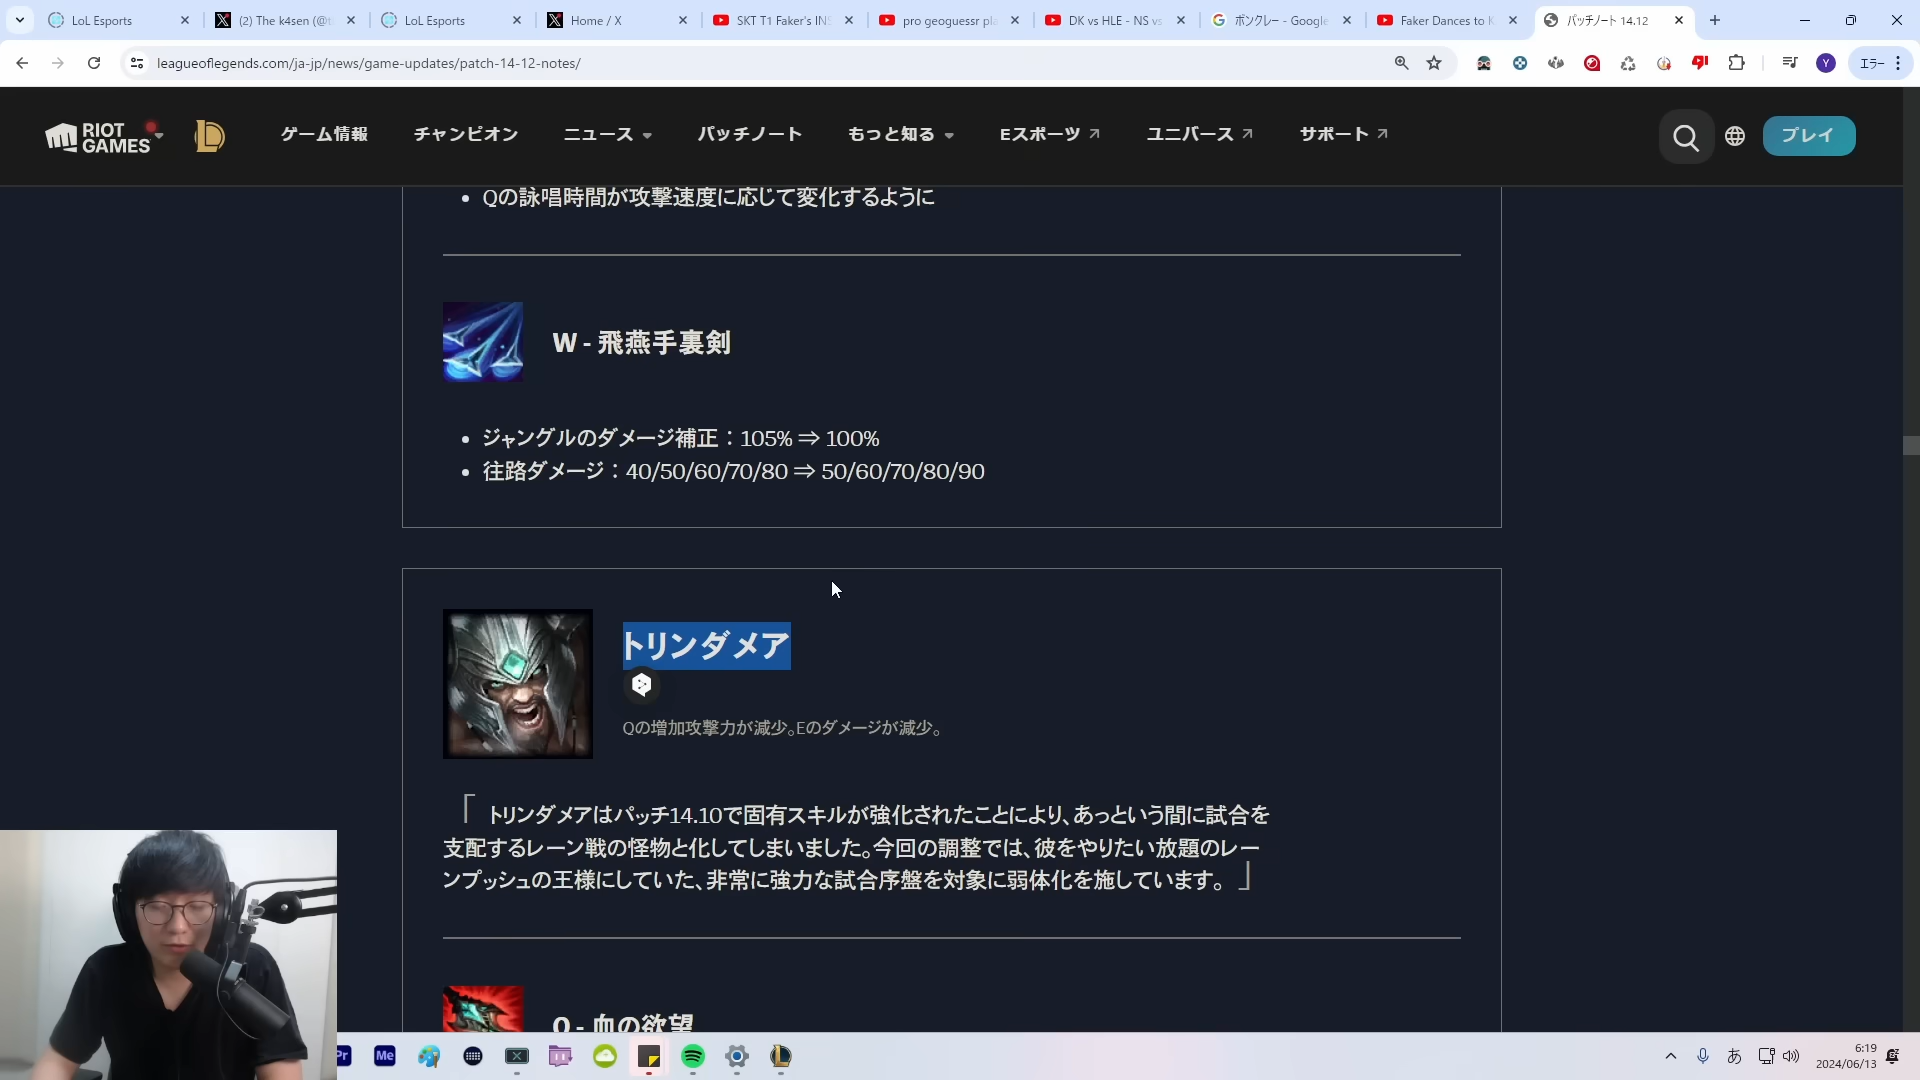 LoL Esports
(2) The k4sen (@t
LoL Esports
Home / X
SKT T1 Faker's IN
pro geoguessr pl
DK vs HLE - NS vs
ボンクレー - Google
Faker Dances to K
パッチノート 14.12
leagueoflegends.com/ja-jp/news/game-updates/patch-14-12-notes/
Y
エラー
RIOT
GAMES
ゲーム情報
チャンピオン
ニュース
パッチノート
もっと知る
Eスポーツ
ユニバース
サポート
プレイ
• Qの詠唱時間が攻撃速度に応じて変化するように
W - 飛燕手裏剣
• ジャングルのダメージ補正：105% ⇒ 100%
• 往路ダメージ：40/50/60/70/80 ⇒ 50/60/70/80/90
トリンダメア
Qの増加攻撃力が減少。Eのダメージが減少。
「 トリンダメアはパッチ14.10で固有スキルが強化されたことにより、あっという間に試合を
支配するレーン戦の怪物と化してしまいました。今回の調整では、彼をやりたい放題のレー
ンプッシュの王様にしていた、非常に強力な試合序盤を対象に弱体化を施しています。 」
Q - 血の欲望
Pr
Me
あ
6:19
2024/06/13